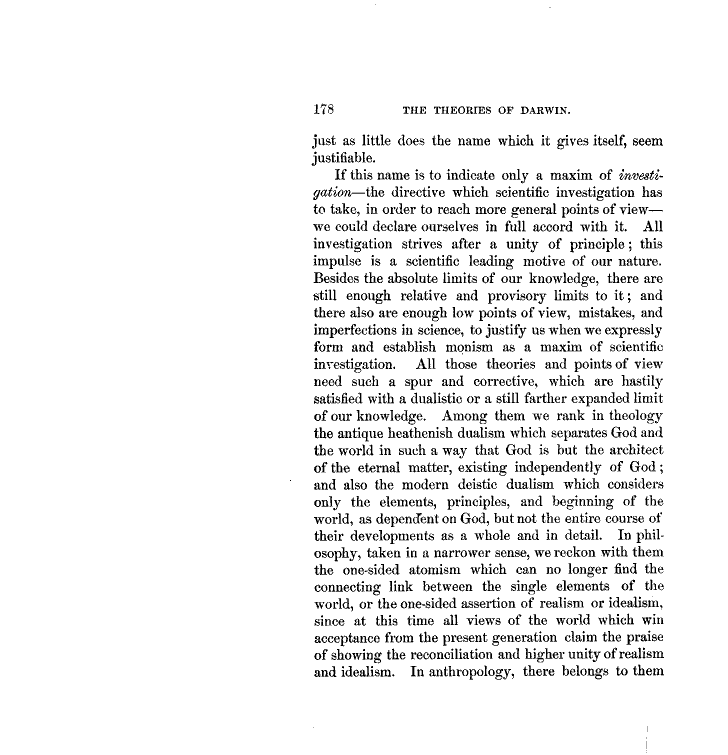 178 THE THEORIES OF DARWIN.
just as little does the name which it gives itself, seem
justifiable.
If this name is to indicate only a maxim of investi-
gation—the directive which scientific investigation has
to take, in order to reach more general points of view—
we could declare ourselves in full accord with it. All
investigation strives after a unity of principle; this
impulse is a scientific leading motive of our nature.
Besides the absolute limits of our knowledge, there are
still enough relative and provisory limits to it; and
there also are enough low points of view, mistakes, and
imperfections in science, to justify us when we expressly
form and establish monism as a maxim of scientific
investigation. All those theories and points of view
need such a spur and corrective, which are hastily
satisfied with a dualistic or a still farther expanded limit
of our knowledge. Among them we rank in theology
the antique heathenish dualism which separates God and
the world in such a way that God is but the architect
of the eternal matter, existing independently of God;
and also the modern deistic dualism which considers
only the elements, principles, and beginning of the
world, as dependent on God, but not the entire course of
their developments as a whole and in detail. In phil-
osophy, taken in a narrower sense, we reckon with them
the one-sided atomism which can no longer find the
connecting link between the single elements of the
world, or the one-sided assertion of realism or idealism,
since at this time all views of the world which win
acceptance from the present generation claim the praise
of showing the reconciliation and higher unity of realism
and idealism. In anthropology, there belongs to them